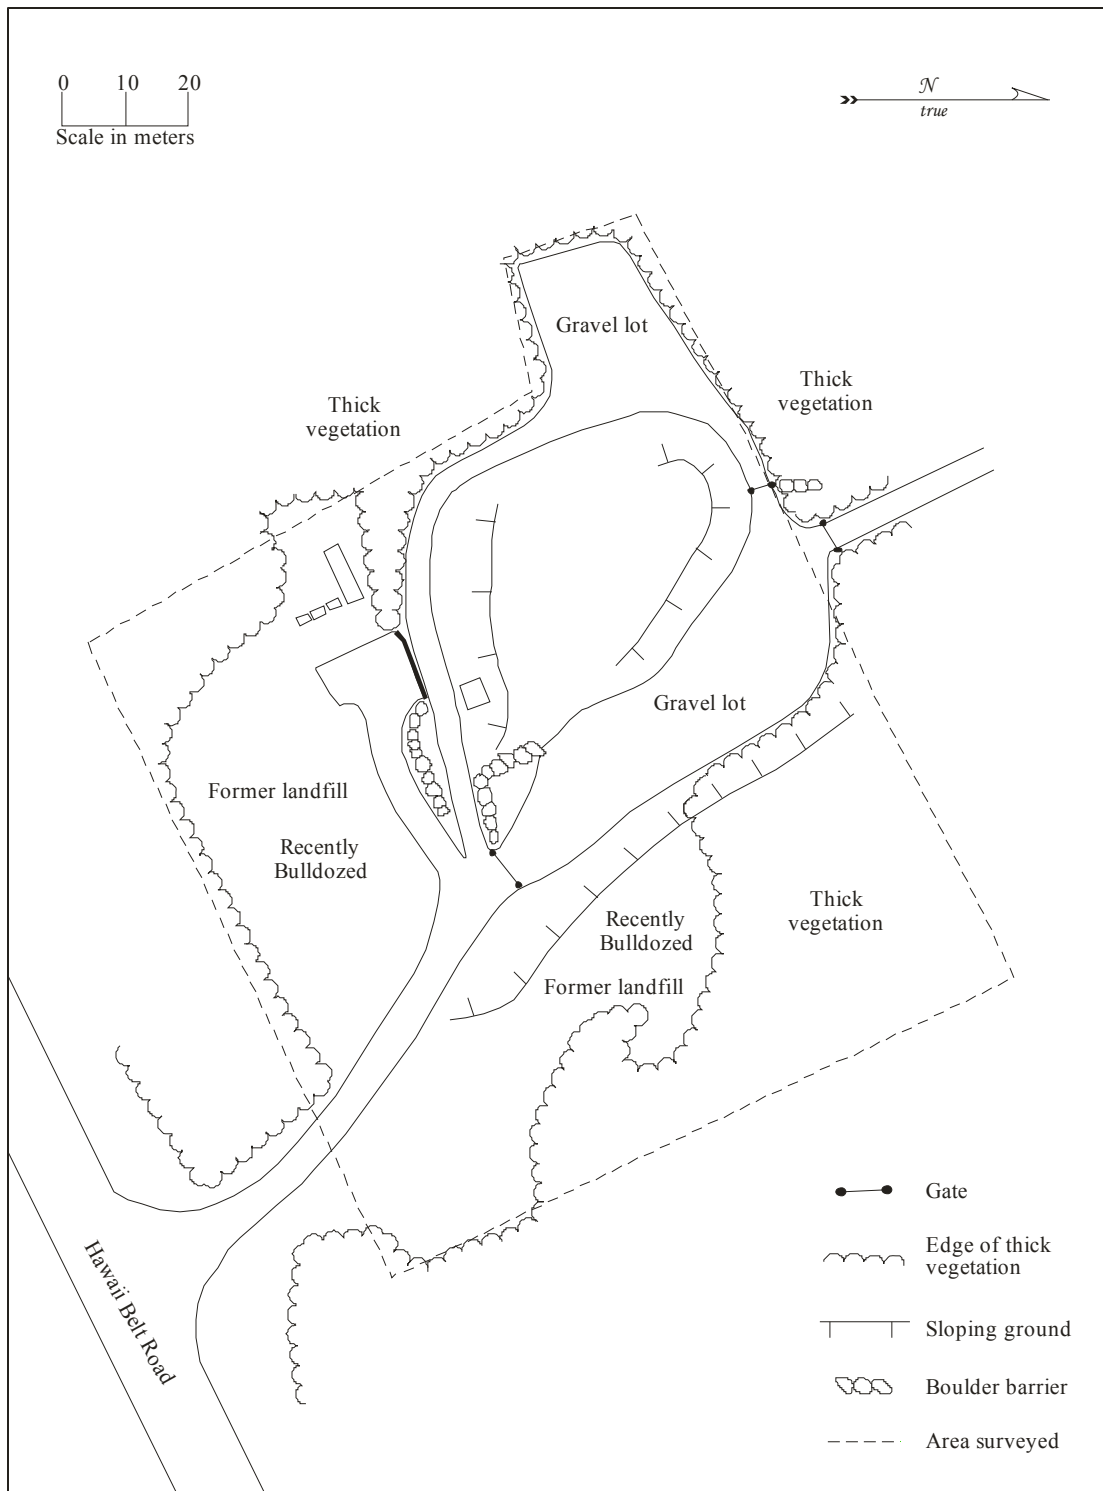 0 10 20
Scale in meters
N
true
Gravel lot
Thick
vegetation
Thick
vegetation
Gravel lot
Former landfill
Recently
Bulldozed
Thick
vegetation
Recently
Bulldozed
Former landfill
Gate
Edge of thick
vegetation
Hawaii Belt Road
Sloping ground
Boulder barrier
Area surveyed